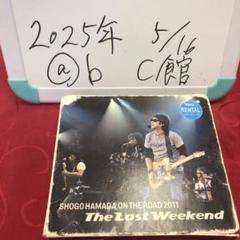 2025年 5/16
ⓐb C館
RENTAL
SHOGO HAMADA ON THE ROAD 2011
The Last Weekend